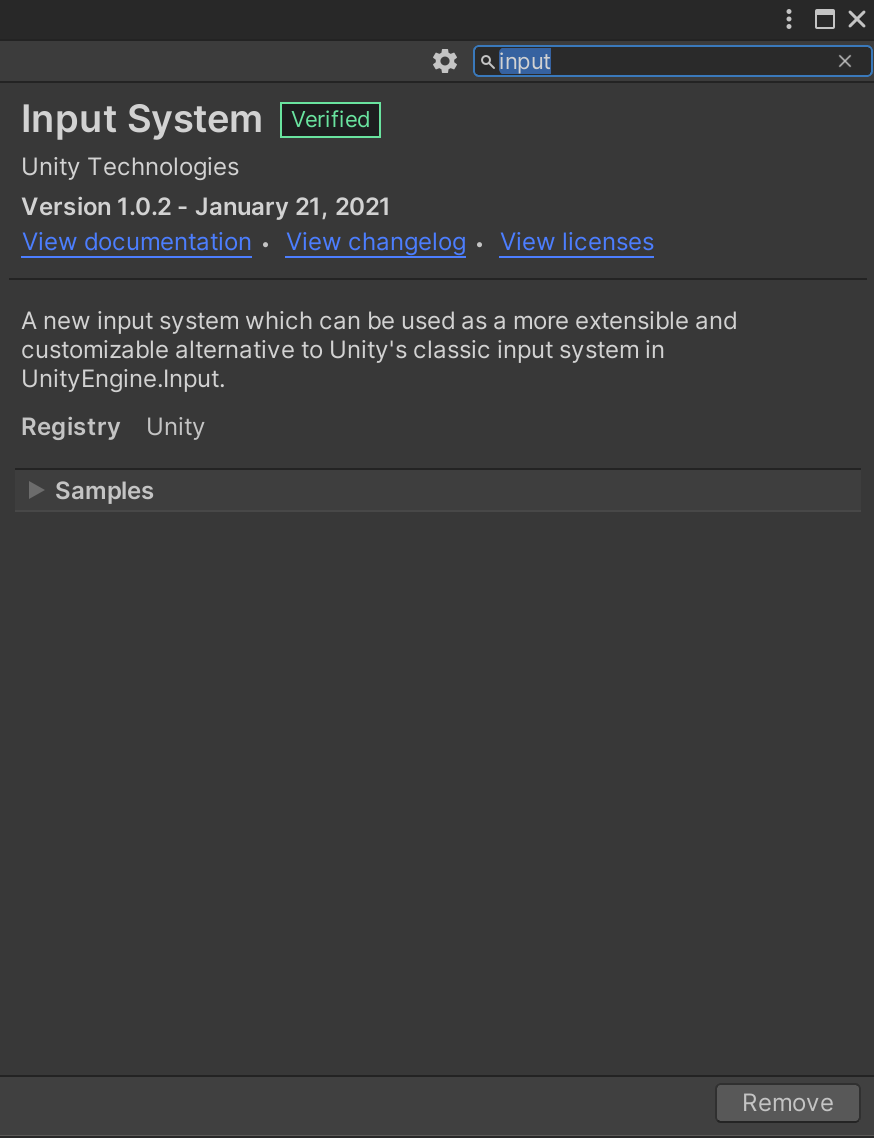 input
Input System Verified
Unity Technologies
Version 1.0.2 - January 21, 2021
View documentation • View changelog • View licenses
A new input system which can be used as a more extensible and
customizable alternative to Unity's classic input system in
UnityEngine.Input.
Registry Unity
Samples
Remove